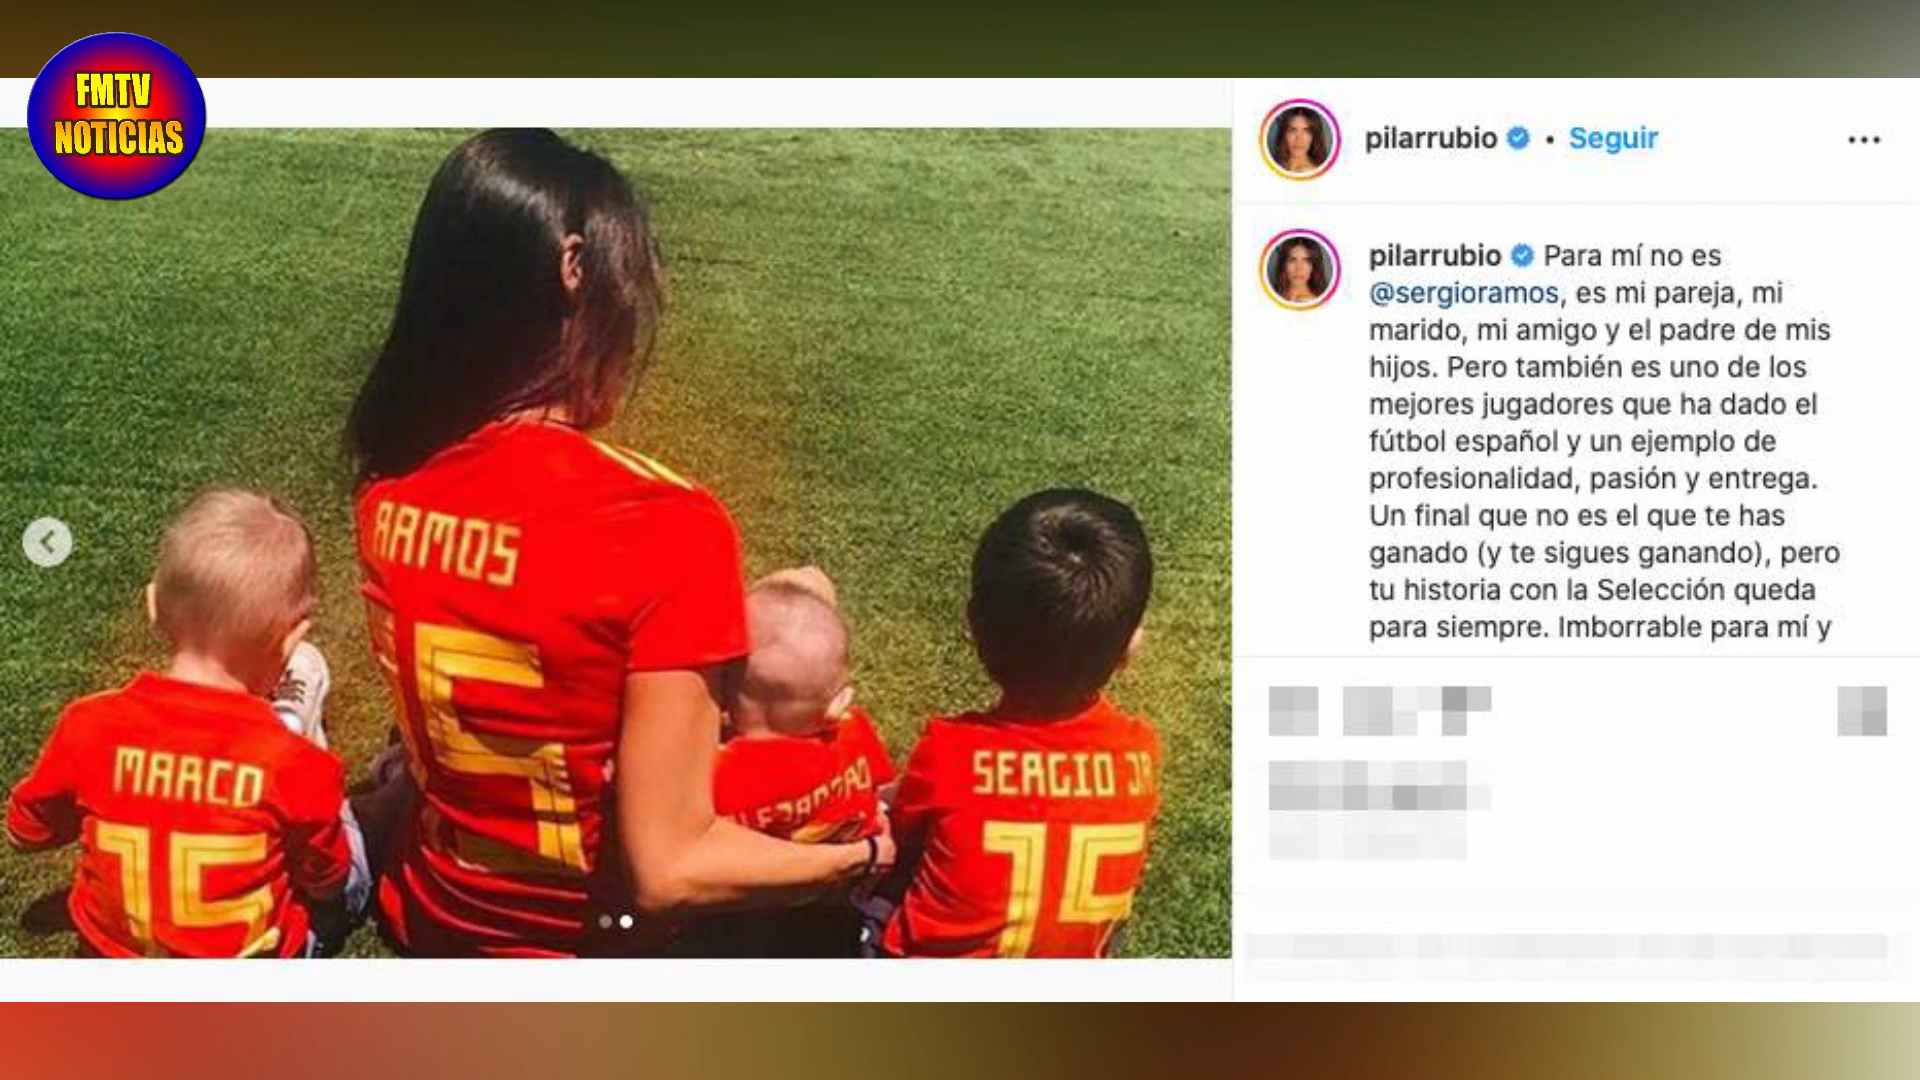 FMTV
NOTICIAS
pilarrubio • Seguir
pilarrubio Para mí no es
@sergioramos, es mi pareja, mi
marido, mi amigo y el padre de mis
hijos. Pero también es uno de los
mejores jugadores que ha dado el
fútbol español y un ejemplo de
profesionalidad, pasión y entrega.
Un final que no es el que te has
ganado (y te sigues ganando), pero
tu historia con la Selección queda
para siempre. Imborrable para mí y
RAMOS
15
MARCO
15
SERGIO JR
15